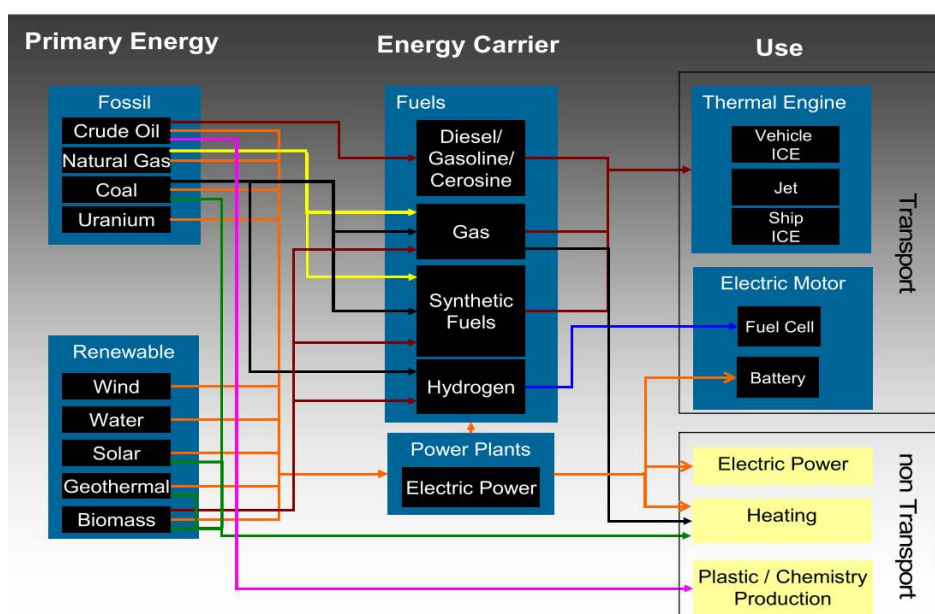 Primary Energy
Energy Carrier
Use
Fossil
Crude Oil
Natural Gas
Coal
Uranium
Renewable
Wind
Water
Solar
Geothermal
Biomass
Fuels
Diesel/
Gasoline/
Cerosine
Gas
Synthetic
Fuels
Hydrogen
Power Plants
Electric Power
Thermal Engine
Vehicle
ICE
Jet
Ship
ICE
Electric Motor
Fuel Cell
Battery
Transport
Electric Power
Heating
Plastic / Chemistry
Production
non Transport